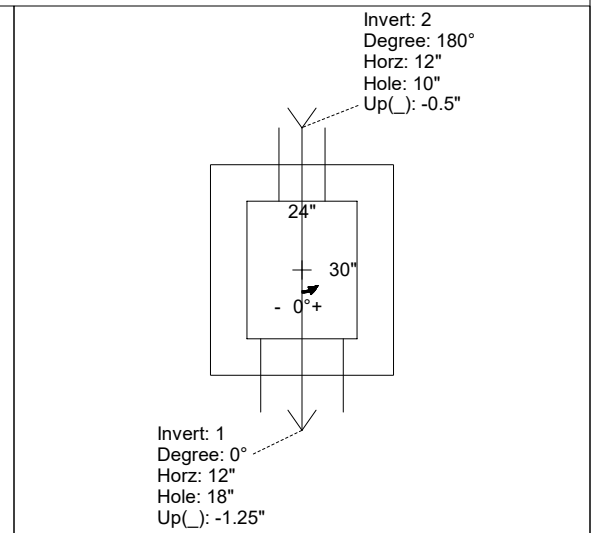 Invert: 2
Degree: 180°
Horz: 12"
Hole: 10"
Up(_): -0.5"
24"
30"
- 0°+
Invert: 1
Degree: 0°
Horz: 12"
Hole: 18"
Up(_): -1.25"